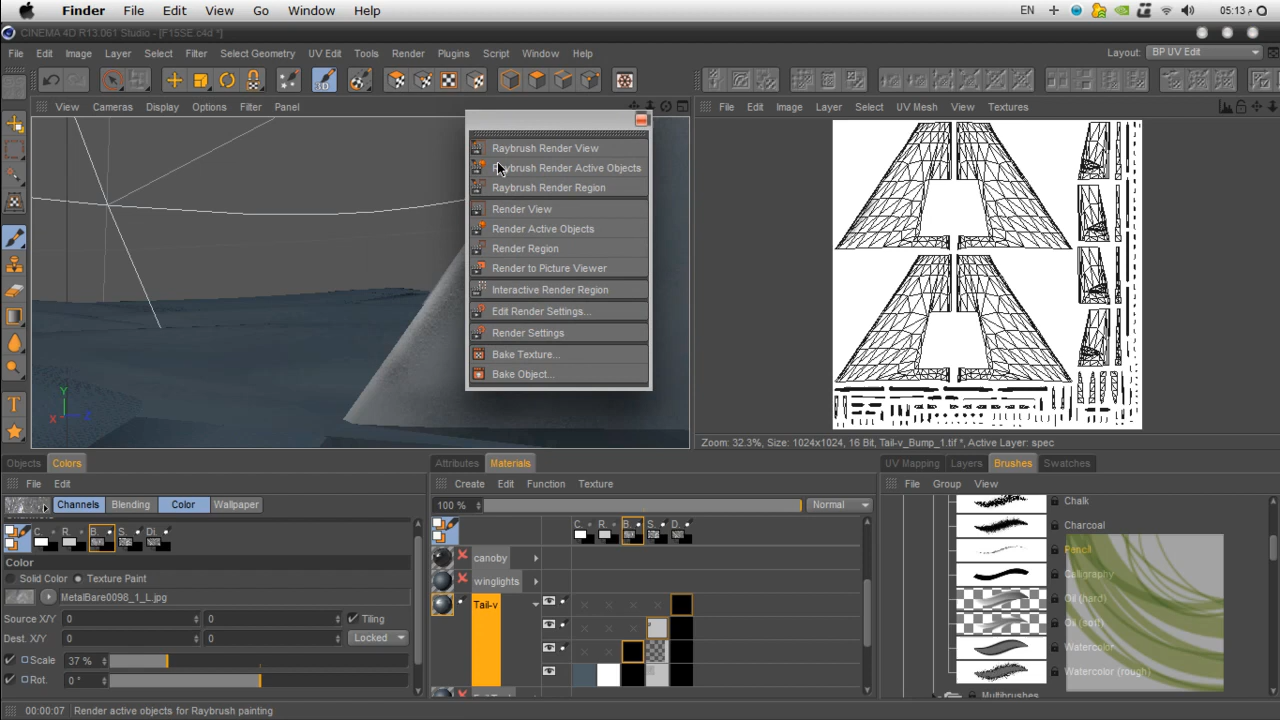 Finder File Edit View Go Window Help EN 05:13 م
CINEMA 4D R13.061 Studio - [F15SE c4d *]
File Edit Image Layer Select Filter Select Geometry UV Edit Tools Render Plugins Script Window Help Layout: BP UV Edit
View Cameras Display Options Filter Panel
File Edit Image Layer Select UV Mesh View Textures
Raybrush Render View
Raybrush Render Active Objects
Raybrush Render Region
Render View
Render Active Objects
Render Region
Render to Picture Viewer
Interactive Render Region
Edit Render Settings...
Render Settings
Bake Texture...
Bake Object...
Y
X
Zoom: 32.3%, Size: 1024x1024, 16 Bit, Tail-v_Bump_1.tif *, Active Layer: spec
Objects Colors
File Edit
Channels Blending Color Wallpaper
C. R. B. S. Di.
Color
Solid Color Texture Paint
MetalBare0098_1_L.jpg
Source X/Y 0 0 Tiling
Dest. X/Y 0 0 Locked
Scale 37 %
Rot. 0 °
Attributes Materials
Create Edit Function Texture
100 % Normal
C. R. B. S. D.
canoby
winglights
Tail-v
UV Mapping Layers Brushes Swatches
File Group View
Chalk
Charcoal
Pencil
Calligraphy
Oil (hard)
Oil (soft)
Watercolor
Watercolor (rough)
Multibrushes
00:00:07 Render active objects for Raybrush painting